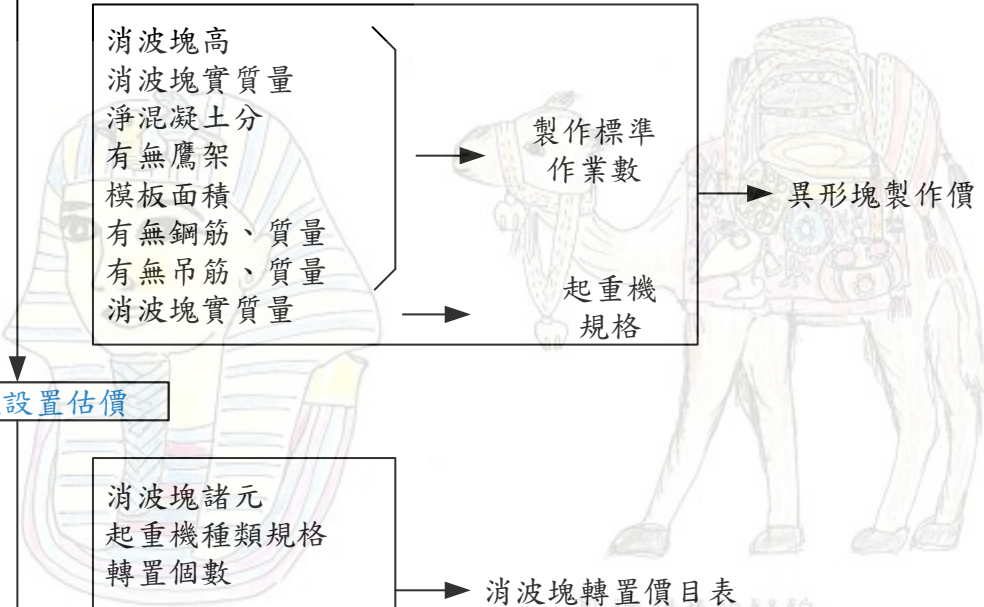 消波塊高
消波塊實質量
淨混凝土分
有無鷹架
模板面積
有無鋼筋、質量
有無吊筋、質量
消波塊實質量
製作標準
作業數
起重機
規格
異形塊製作價
設置估價
消波塊諸元
起重機種類規格
轉置個數
消波塊轉置價目表